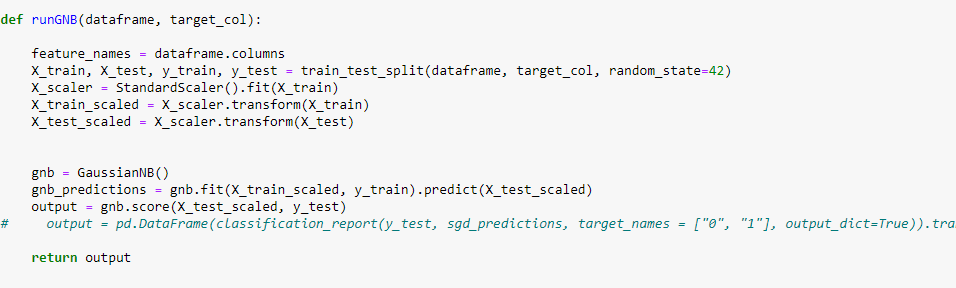 def runGNB(dataframe, target_col):
feature_names = dataframe.columns
X_train, X_test, y_train, y_test = train_test_split(dataframe, target_col, random_state=42)
X_scaler = StandardScaler().fit(X_train)
X_train_scaled = X_scaler.transform(X_train)
X_test_scaled = X_scaler.transform(X_test)
gnb = GaussianNB()
gnb_predictions = gnb.fit(X_train_scaled, y_train).predict(X_test_scaled)
output = gnb.score(X_test_scaled, y_test)
# output = pd.DataFrame(classification_report(y_test, sgd_predictions, target_names = ["0", "1"], output_dict=True)).tra
return output